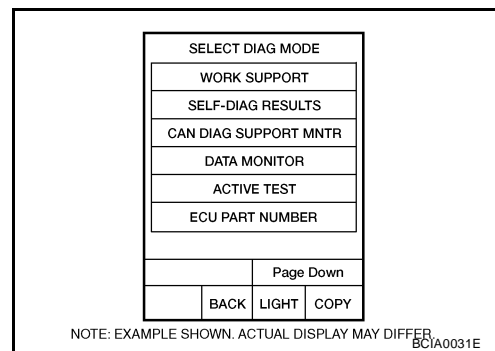 SELECT DIAG MODE
WORK SUPPORT
SELF-DIAG RESULTS
CAN DIAG SUPPORT MNTR
DATA MONITOR
ACTIVE TEST
ECU PART NUMBER
Page Down
BACK LIGHT COPY
NOTE: EXAMPLE SHOWN. ACTUAL DISPLAY MAY DIFFER.
BCIA0031E